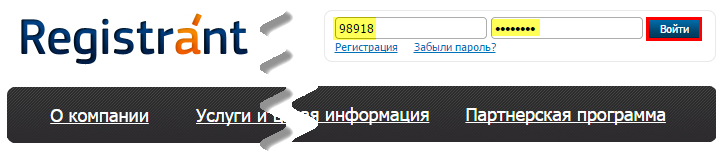 Registrant
98918
••••••••
Войти
Регистрация Забыли пароль?
О компании Услуги и информация Партнерская программа